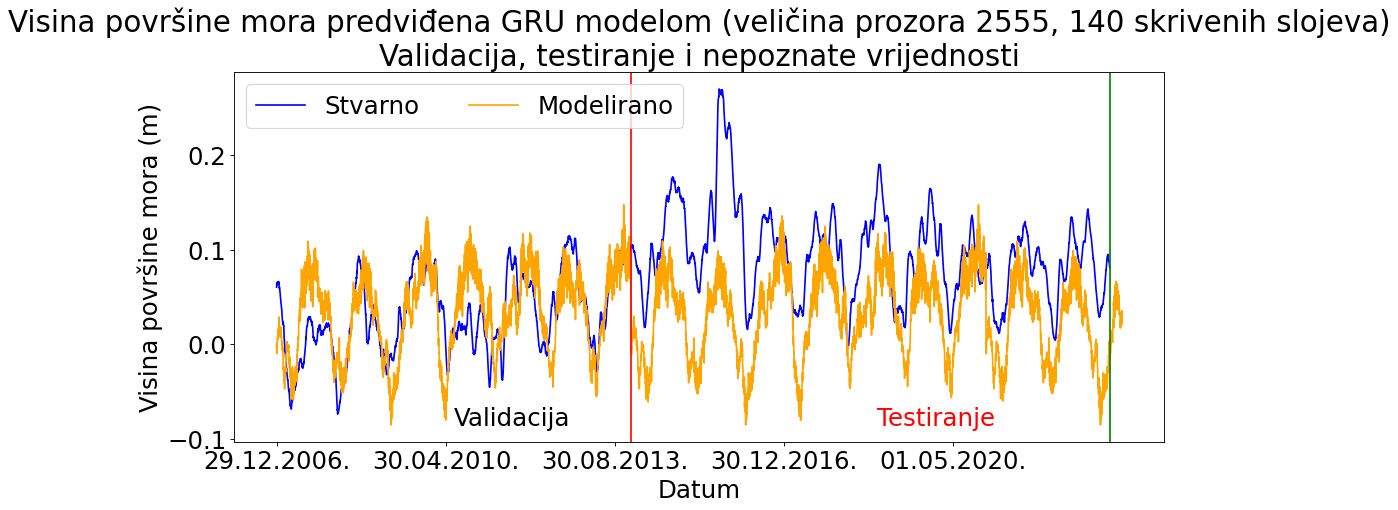 Visina površine mora predviđena GRU modelom (veličina prozora 2555, 140 skrivenih slojeva)
Validacija, testiranje i nepoznate vrijednosti
Stvarno
Modelirano
Visina površine mora (m)
0.2
0.1
0.0
−0.1
Validacija
Testiranje
29.12.2006.
30.04.2010.
30.08.2013.
30.12.2016.
01.05.2020.
Datum